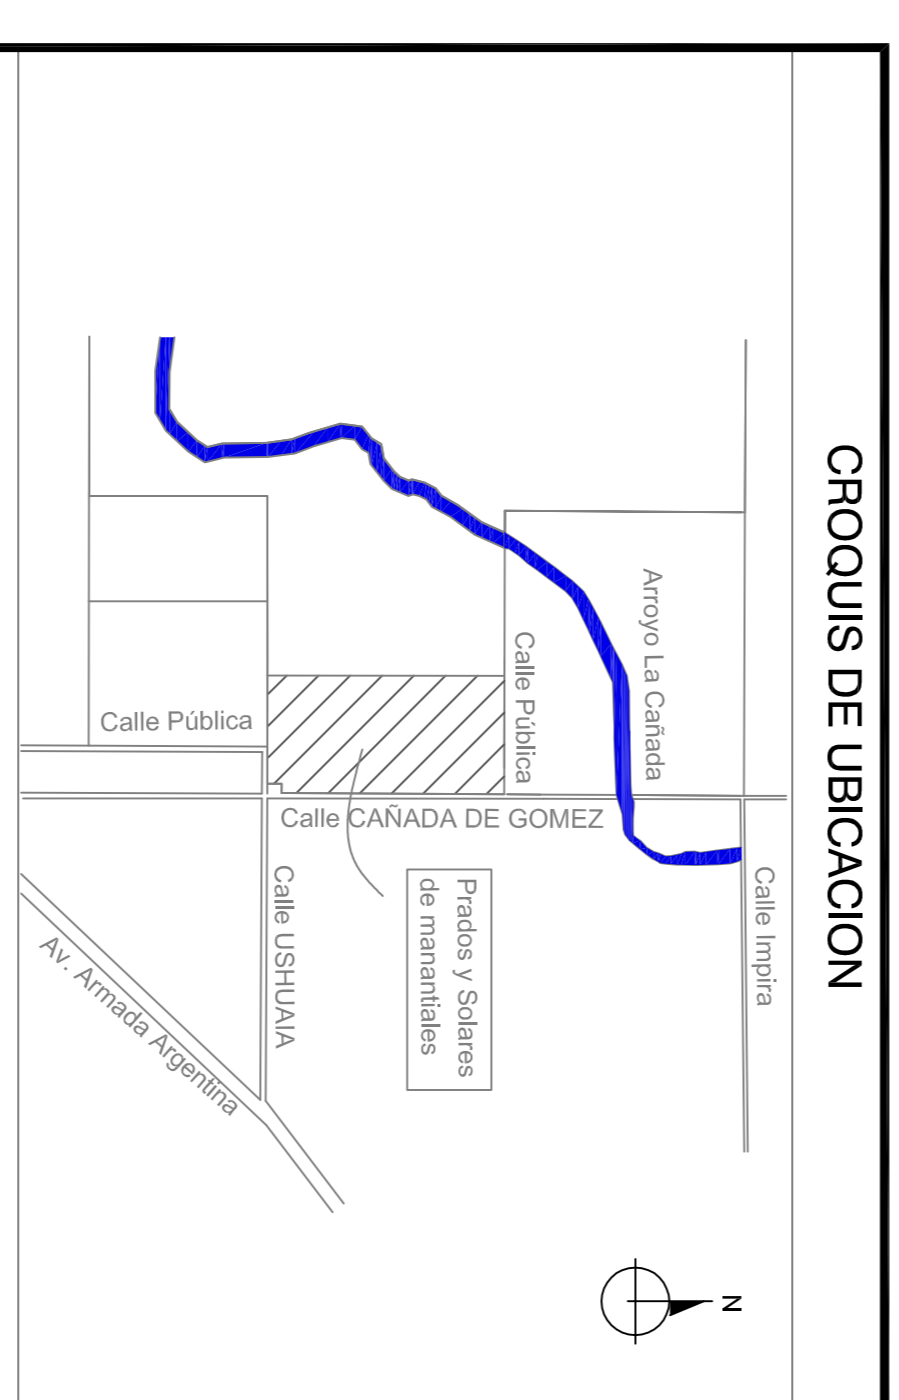 CROQUIS DE UBICACION
Calle Impira
Arroyo La Cañada
Calle Pública
Calle CAÑADA DE GOMEZ
Prados y Solares
de manantiales
Calle Pública
Calle USHUAIA
Av. Armada Argentina
N